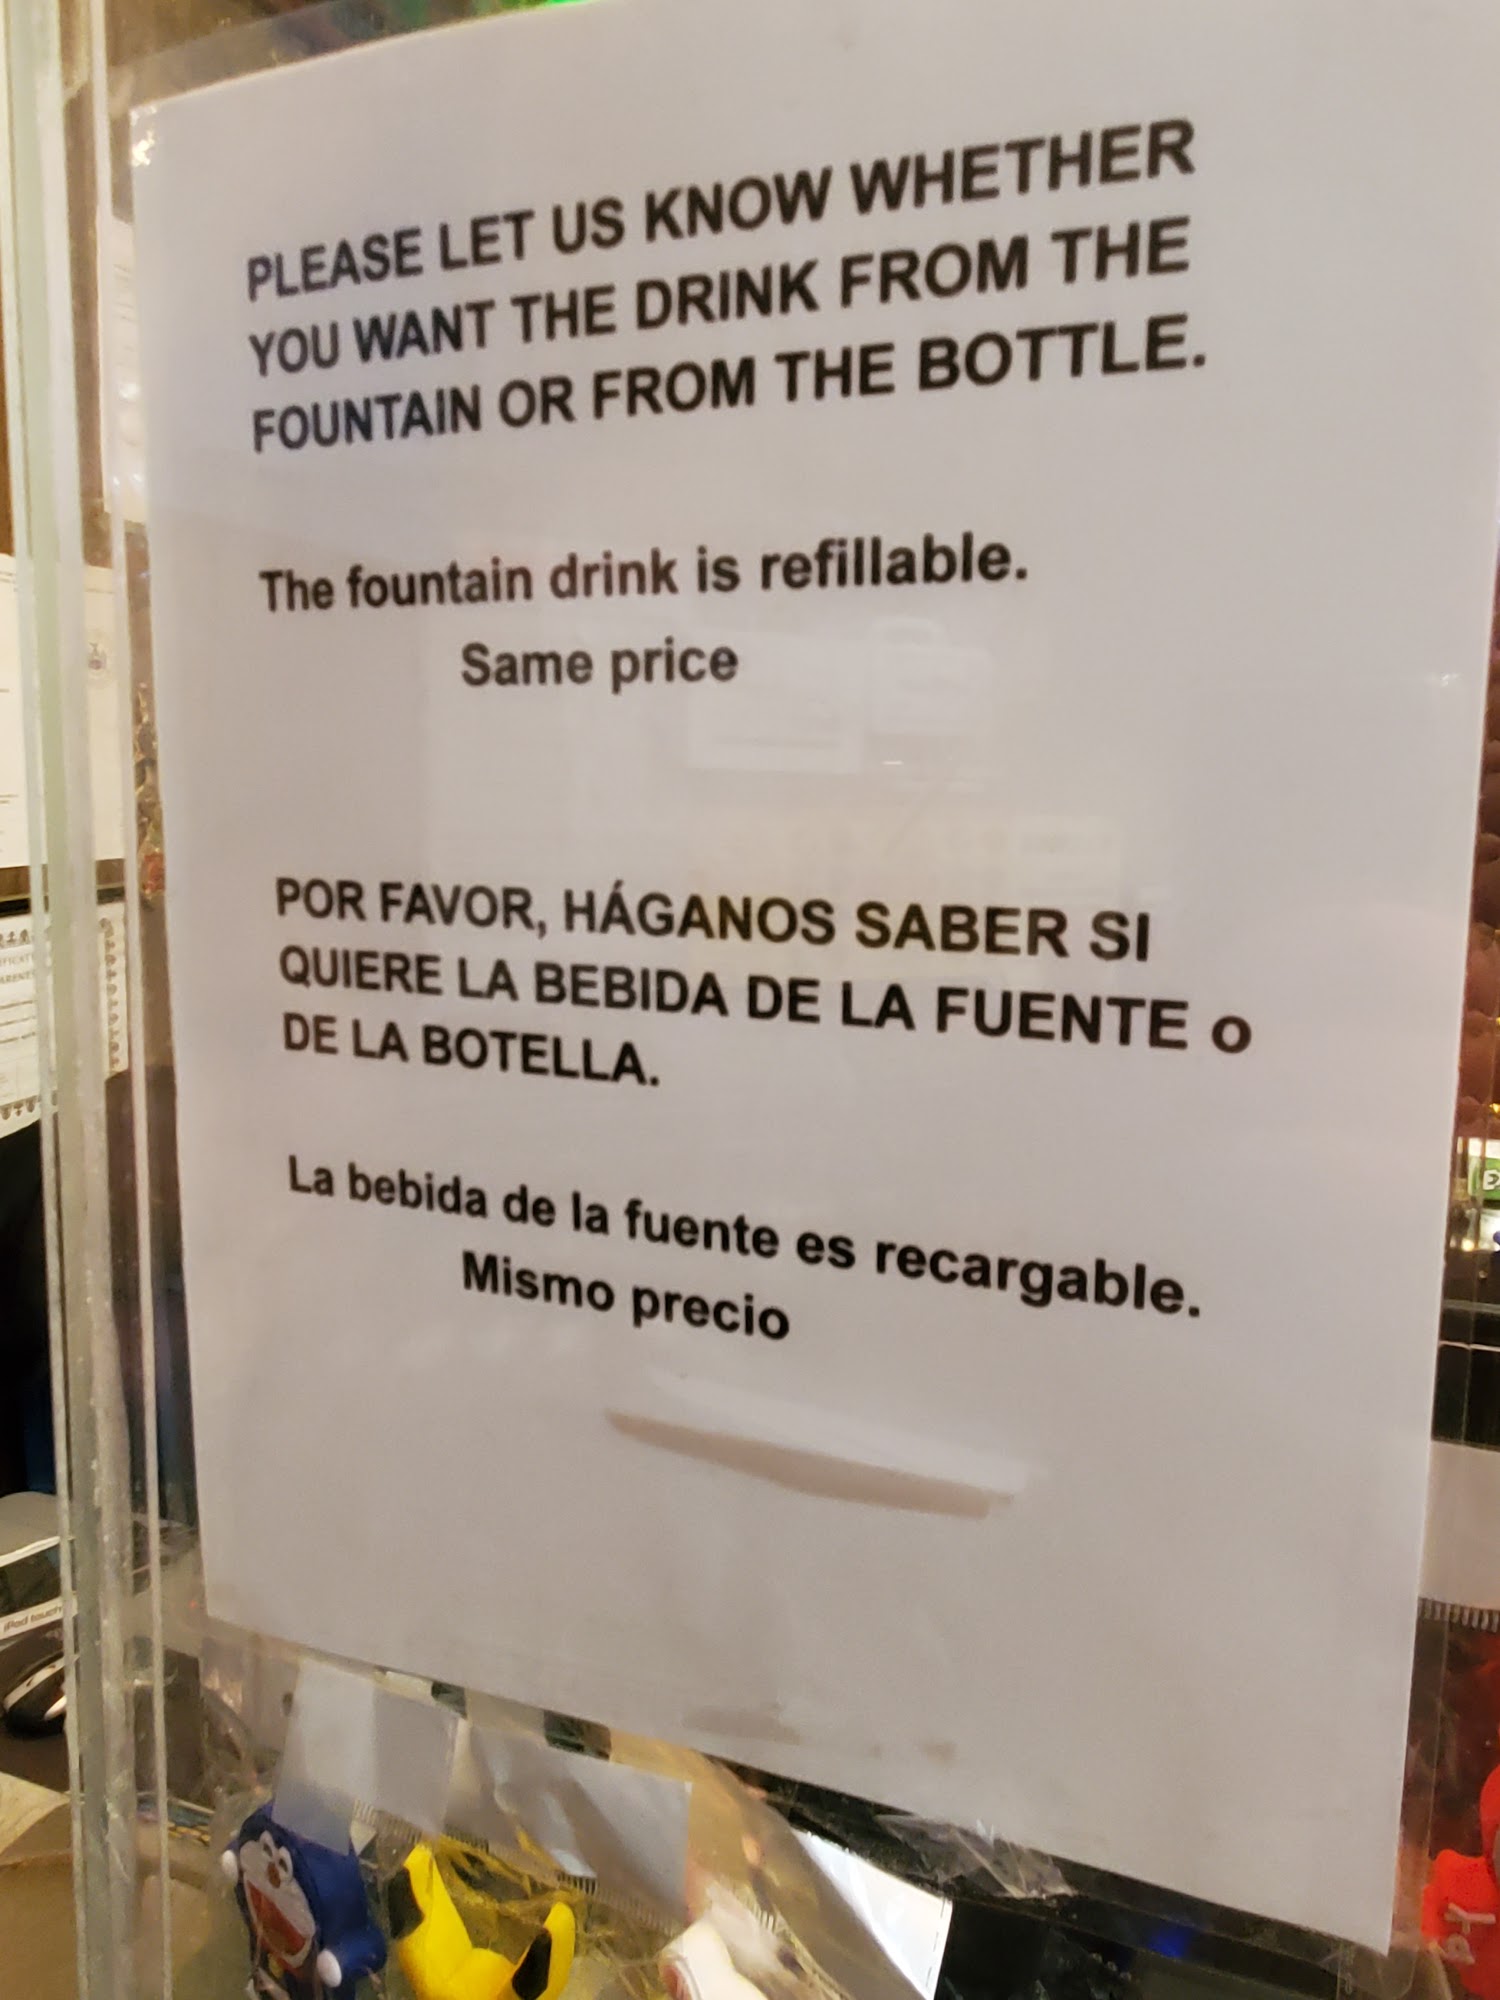 PLEASE LET US KNOW WHETHER
YOU WANT THE DRINK FROM THE
FOUNTAIN OR FROM THE BOTTLE.
The fountain drink is refillable.
Same price
POR FAVOR, HÁGANOS SABER SI
QUIERE LA BEBIDA DE LA FUENTE o
DE LA BOTELLA.
La bebida de la fuente es recargable.
Mismo precio
iPod touch